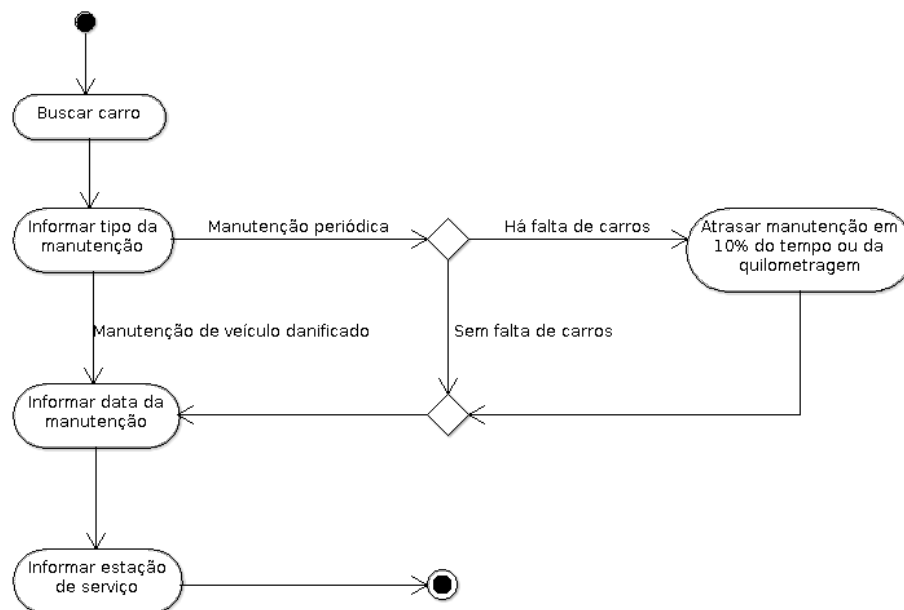 Buscar carro
Informar tipo da
manutenção
Manutenção periódica
Há falta de carros
Atrasar manutenção em
10% do tempo ou da
quilometragem
Manutenção de veículo danificado
Sem falta de carros
Informar data da
manutenção
Informar estação
de serviço